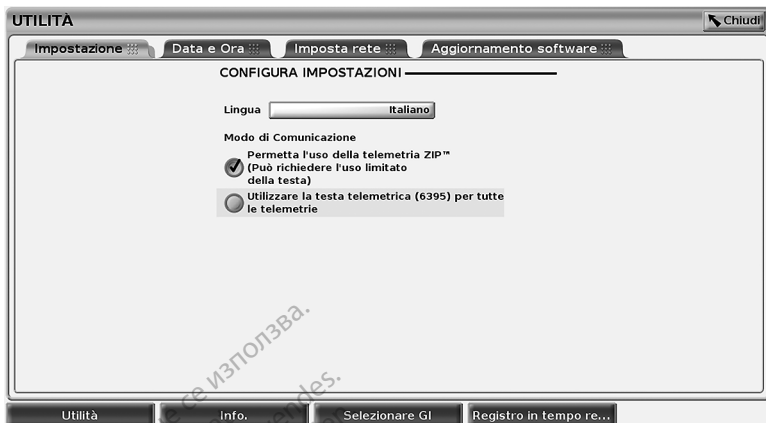 UTILITÀ
Chiudi
Impostazione
Data e Ora
Imposta rete
Aggiornamento software
CONFIGURA IMPOSTAZIONI
Lingua
Italiano
Modo di Comunicazione
Permetta l'uso della telemetria ZIP™
(Può richiedere l'uso limitato
della testa)
Utilizzare la testa telemetrica (6395) per tutte
le telemetrie
се използва.
Utilità
Info.
Selezionare GI
Registro in tempo re...